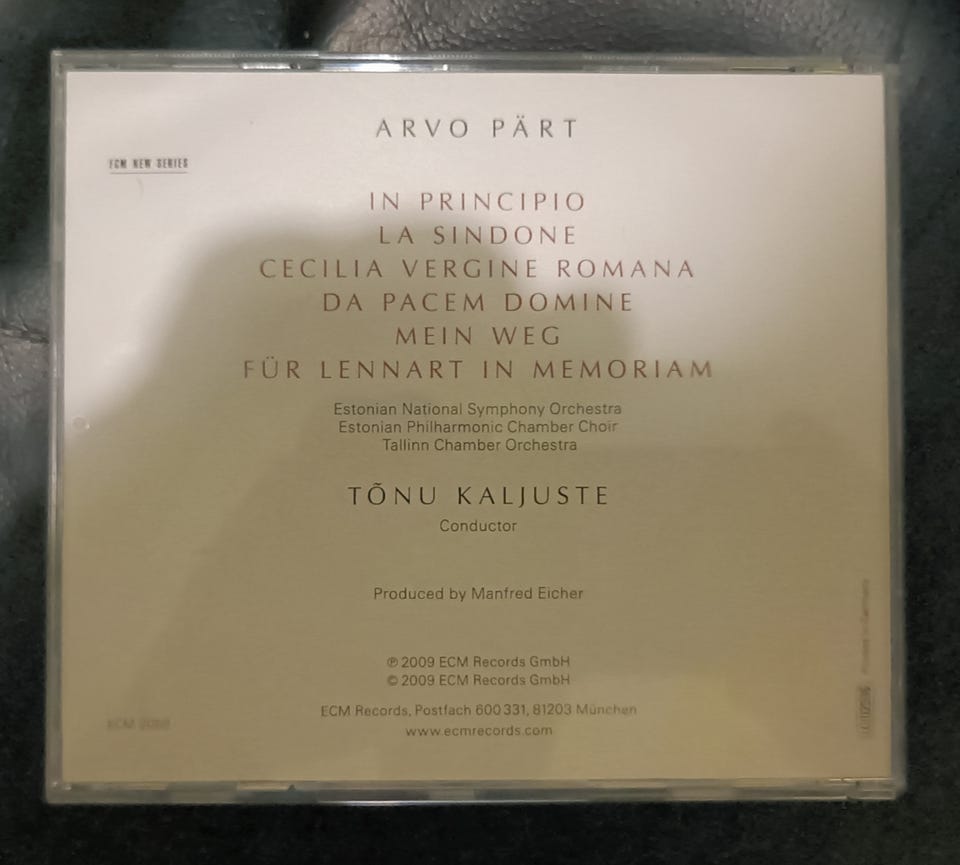 ARVO PÄRT
ECM NEW SERIES
IN PRINCIPIO
LA SINDONE
CECILIA VERGINE ROMANA
DA PACEM DOMINE
MEIN WEG
FÜR LENNART IN MEMORIAM
Estonian National Symphony Orchestra
Estonian Philharmonic Chamber Choir
Tallinn Chamber Orchestra
TÕNU KALJUSTE
Conductor
Produced by Manfred Eicher
℗ 2009 ECM Records GmbH
© 2009 ECM Records GmbH
ECM Records, Postfach 600 331, 81203 München
www.ecmrecords.com
ECM